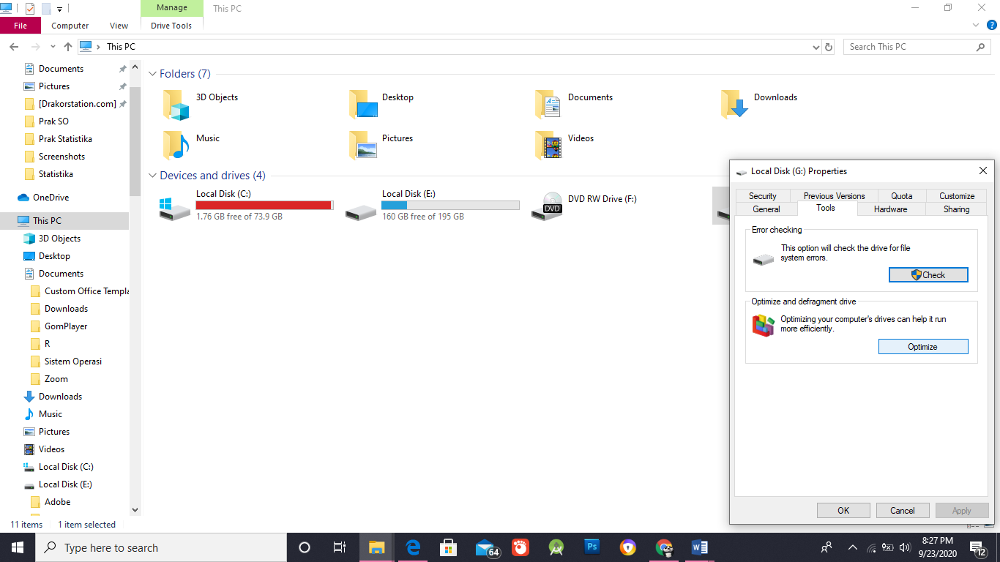 Manage
This PC
File
Computer
View
Drive Tools
This PC
Search This PC
Documents
Pictures
[Drakorstation.com]
Prak SO
Prak Statistika
Screenshots
Statistika
OneDrive
This PC
3D Objects
Desktop
Documents
Custom Office Templa
Downloads
GomPlayer
R
Sistem Operasi
Zoom
Downloads
Music
Pictures
Videos
Local Disk (C:)
Local Disk (E:)
Adobe
Folders (7)
3D Objects
Desktop
Documents
Downloads
Music
Pictures
Videos
Devices and drives (4)
Local Disk (C:)
1.76 GB free of 73.9 GB
Local Disk (E:)
160 GB free of 195 GB
DVD RW Drive (F:)
DVD
Local Disk (G:) Properties
Security
Previous Versions
Quota
Customize
General
Tools
Hardware
Sharing
Error checking
This option will check the drive for file
system errors.
Check
Optimize and defragment drive
Optimizing your computer's drives can help it run
more efficiently.
Optimize
OK
Cancel
Apply
11 items
1 item selected
Type here to search
64
Ps
8:27 PM
9/23/2020
12